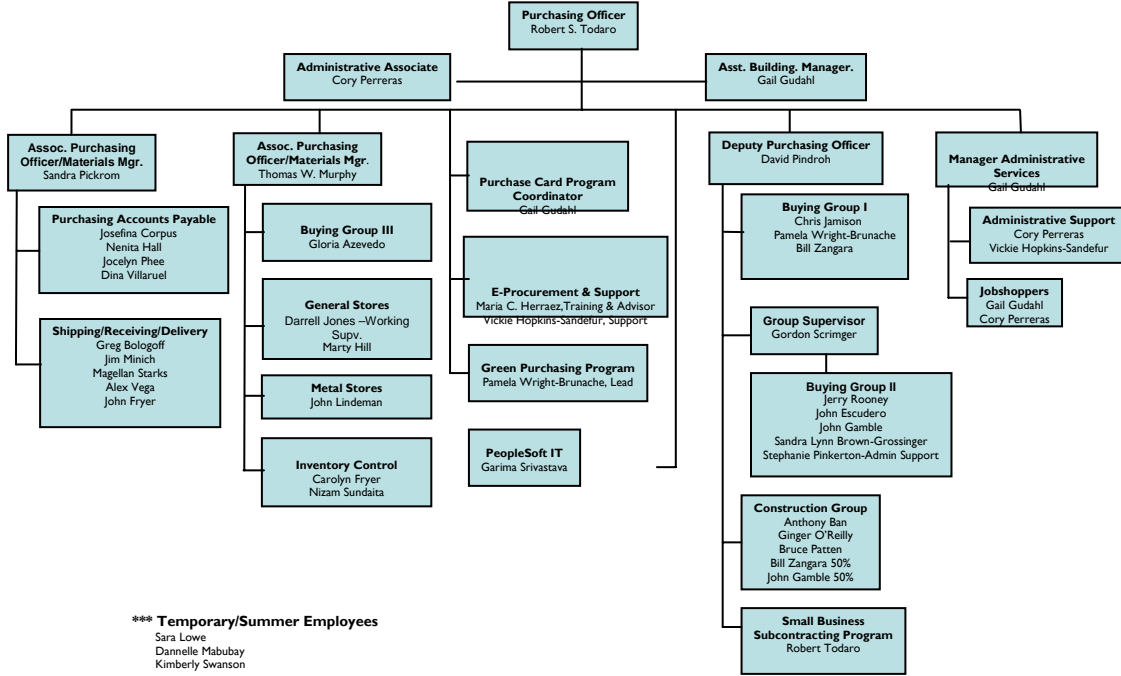 Purchasing Officer
Robert S. Todaro
Administrative Associate
Cory Perreras
Asst. Building. Manager.
Gail Gudahl
Assoc. Purchasing
Officer/Materials Mgr.
Sandra Pickrom
Purchasing Accounts Payable
Josefina Corpus
Nenita Hall
Jocelyn Phee
Dina Villaruel
Shipping/Receiving/Delivery
Greg Bologoff
Jim Minich
Magellan Starks
Alex Vega
John Fryer
Assoc. Purchasing
Officer/Materials Mgr.
Thomas W. Murphy
Buying Group III
Gloria Azevedo
General Stores
Darrell Jones –Working
Supv.
Marty Hill
Metal Stores
John Lindeman
Inventory Control
Carolyn Fryer
Nizam Sundaita
Purchase Card Program
Coordinator
Gail Gudahl
E-Procurement & Support
Maria C. Herraez,Training & Advisor
Vickie Hopkins-Sandefur, Support
Green Purchasing Program
Pamela Wright-Brunache, Lead
PeopleSoft IT
Garima Srivastava
Deputy Purchasing Officer
David Pindroh
Buying Group I
Chris Jamison
Pamela Wright-Brunache
Bill Zangara
Group Supervisor
Gordon Scrimger
Buying Group II
Jerry Rooney
John Escudero
John Gamble
Sandra Lynn Brown-Grossinger
Stephanie Pinkerton-Admin Support
Construction Group
Anthony Ban
Ginger O'Reilly
Bruce Patten
Bill Zangara 50%
John Gamble 50%
Small Business
Subcontracting Program
Robert Todaro
Manager Administrative
Services
Gail Gudahl
Administrative Support
Cory Perreras
Vickie Hopkins-Sandefur
Jobshoppers
Gail Gudahl
Cory Perreras
*** Temporary/Summer Employees
Sara Lowe
Dannelle Mabubay
Kimberly Swanson